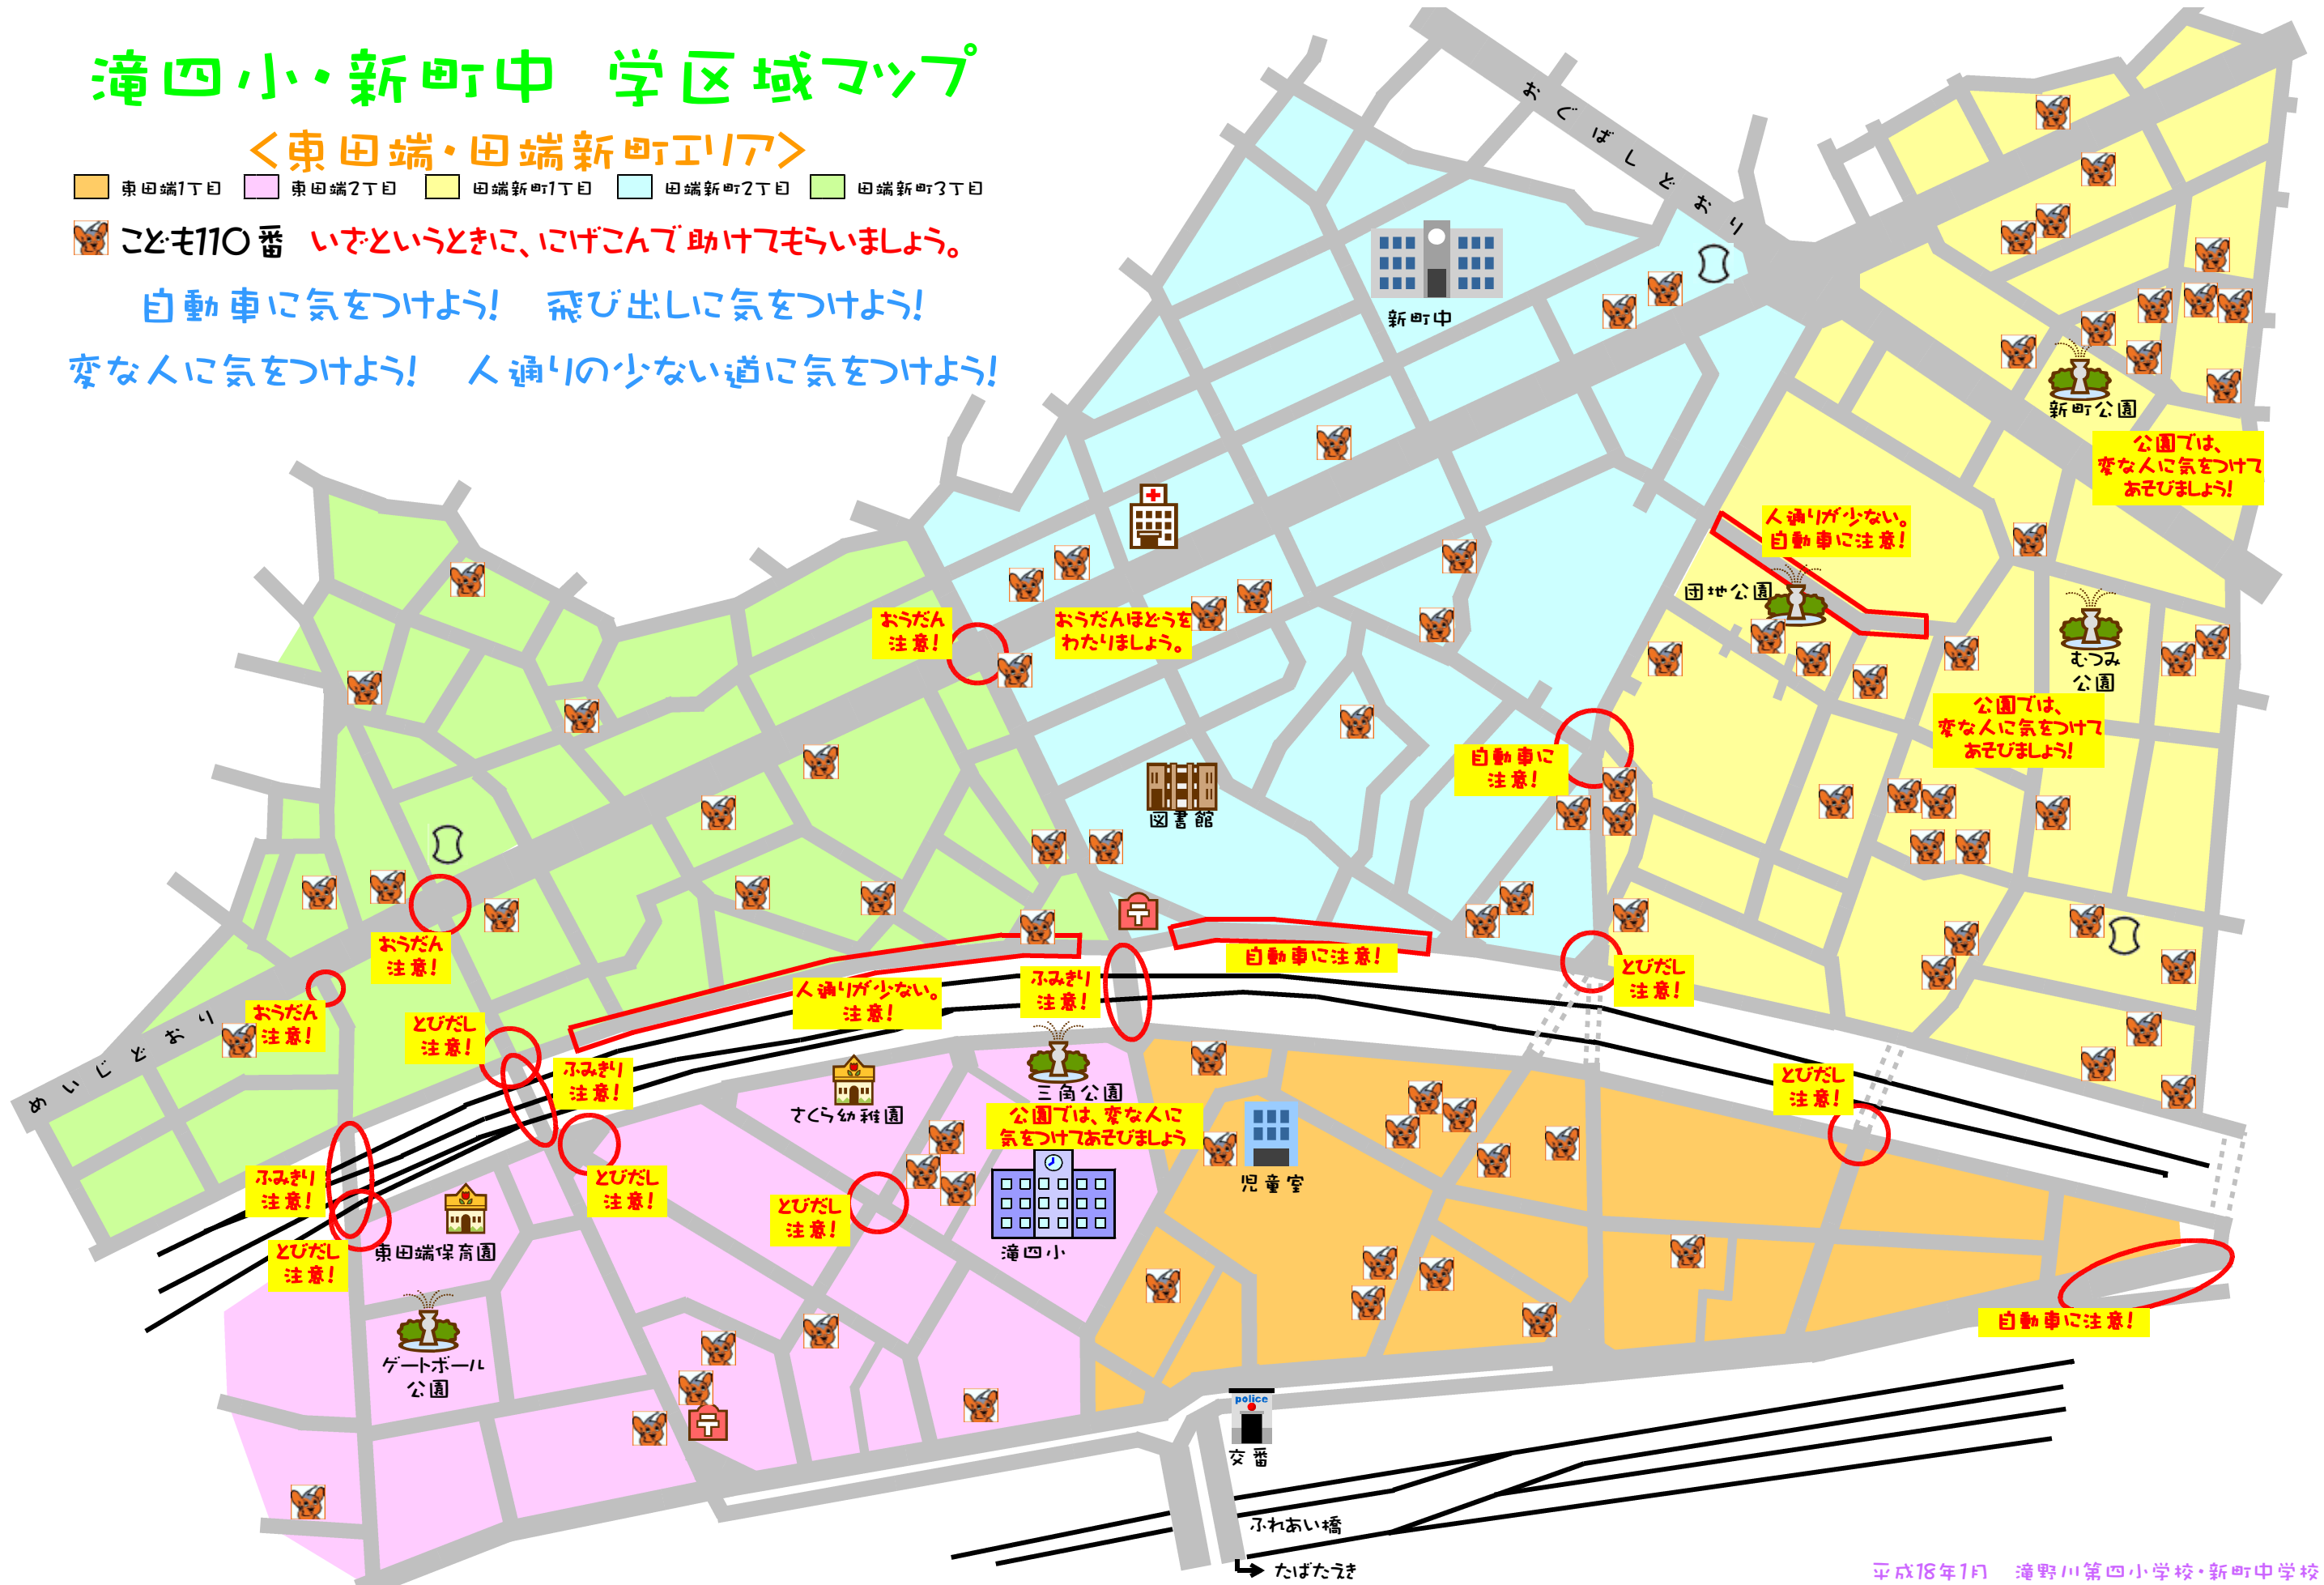 滝四小・新町中 学区域マップ
<東田端・田端新町エリア>
東田端1丁目 東田端2丁目 田端新町1丁目 田端新町2丁目 田端新町3丁目
こども110番 いざというときに、にげこんで助けてもらいましょう。
自動車に気をつけよう! 飛び出しに気をつけよう!
変な人に気をつけよう! 人通りの少ない道に気をつけよう!
おぐばしどおり
新町中
新町公園
公園では、
変な人に気をつけて
あそびましょう!
人通りが少ない。
自動車に注意!
団地公園
むつみ
公園
公園では、
変な人に気をつけて
あそびましょう!
おうだん
注意!
おうだんほどうを
わたりましょう。
自動車に
注意!
図書館
おうだん
注意!
おうだん
注意!
めいじどおり
とびだし
注意!
人通りが少ない。
注意!
ふみきり
注意!
自動車に注意!
とびだし
注意!
ふみきり
注意!
さくら幼稚園
三角公園
公園では、変な人に
気をつけてあそびましょう
とびだし
注意!
ふみきり
注意!
とびだし
注意!
とびだし
注意!
児童室
滝四小
とびだし
注意!
東田端保育園
ゲートボール
公園
自動車に注意!
police
交番
ふれあい橋
たばたえき
平成18年1月 滝野川第四小学校・新町中学校